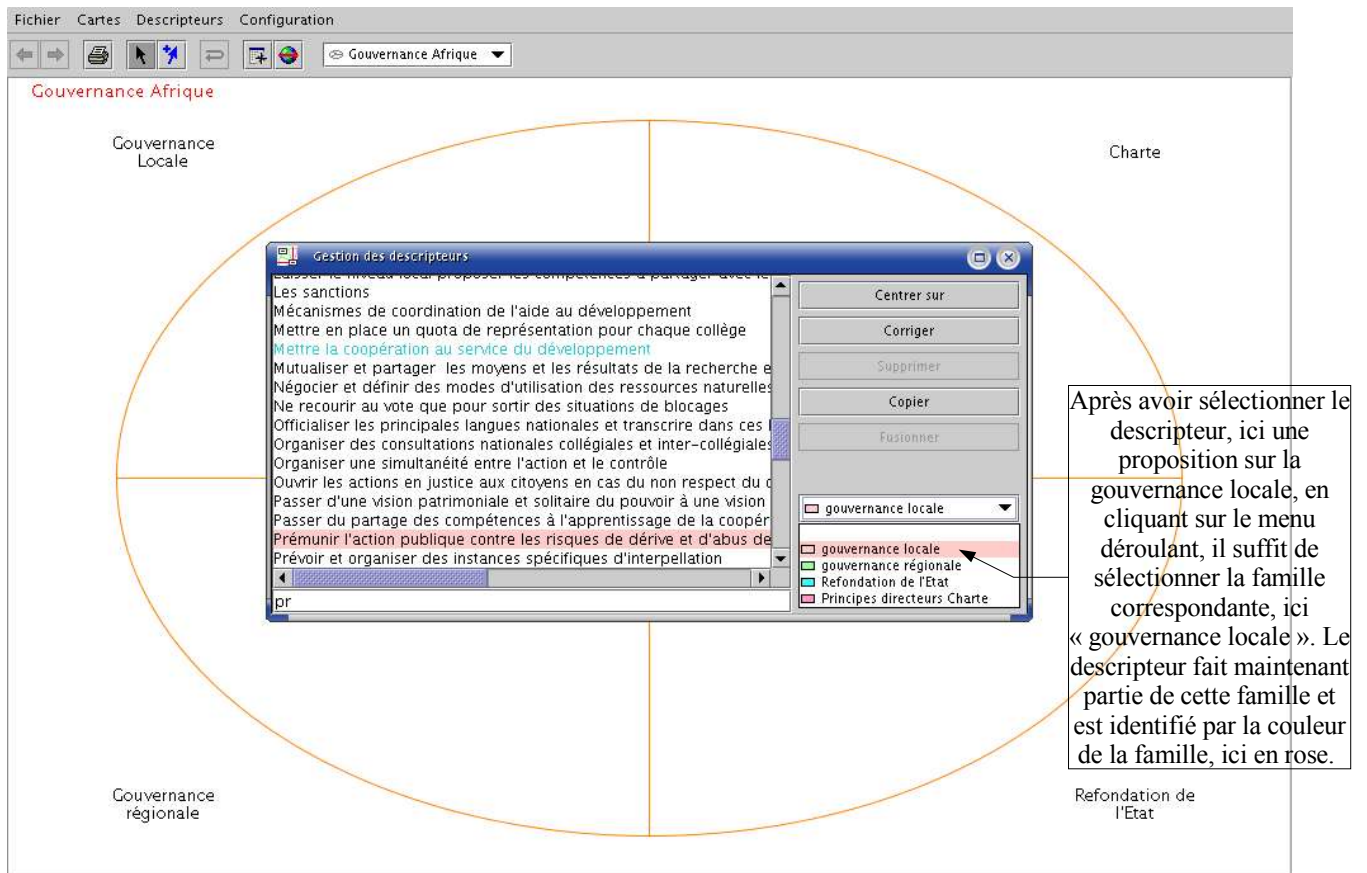 Fichier Cartes Descripteurs Configuration
Gouvernance Afrique
Gouvernance Afrique
Gouvernance
Locale
Charte
Gestion des descripteurs
Laisser le niveau local proposer les compétences à partager avec le
Les sanctions
Mécanismes de coordination de l'aide au développement
Mettre en place un quota de représentation pour chaque collège
Mettre la coopération au service du développement
Mutualiser et partager les moyens et les résultats de la recherche e
Négocier et définir des modes d'utilisation des ressources naturelles
Ne recourir au vote que pour sortir des situations de blocages
Officialiser les principales langues nationales et transcrire dans ces l
Organiser des consultations nationales collégiales et inter-collégiales
Organiser une simultanéité entre l'action et le contrôle
Ouvrir les actions en justice aux citoyens en cas du non respect du c
Passer d'une vision patrimoniale et solitaire du pouvoir à une vision
Passer du partage des compétences à l'apprentissage de la coopér
Prémunir l'action publique contre les risques de dérive et d'abus de
Prévoir et organiser des instances spécifiques d'interpellation
pr
Centrer sur
Corriger
Supprimer
Copier
Fusionner
gouvernance locale
gouvernance locale
gouvernance régionale
Refondation de l'Etat
Principes directeurs Charte
Après avoir sélectionner le
descripteur, ici une
proposition sur la
gouvernance locale, en
cliquant sur le menu
déroulant, il suffit de
sélectionner la famille
correspondante, ici
« gouvernance locale ». Le
descripteur fait maintenant
partie de cette famille et
est identifié par la couleur
de la famille, ici en rose.
Gouvernance
régionale
Refondation de
l'Etat